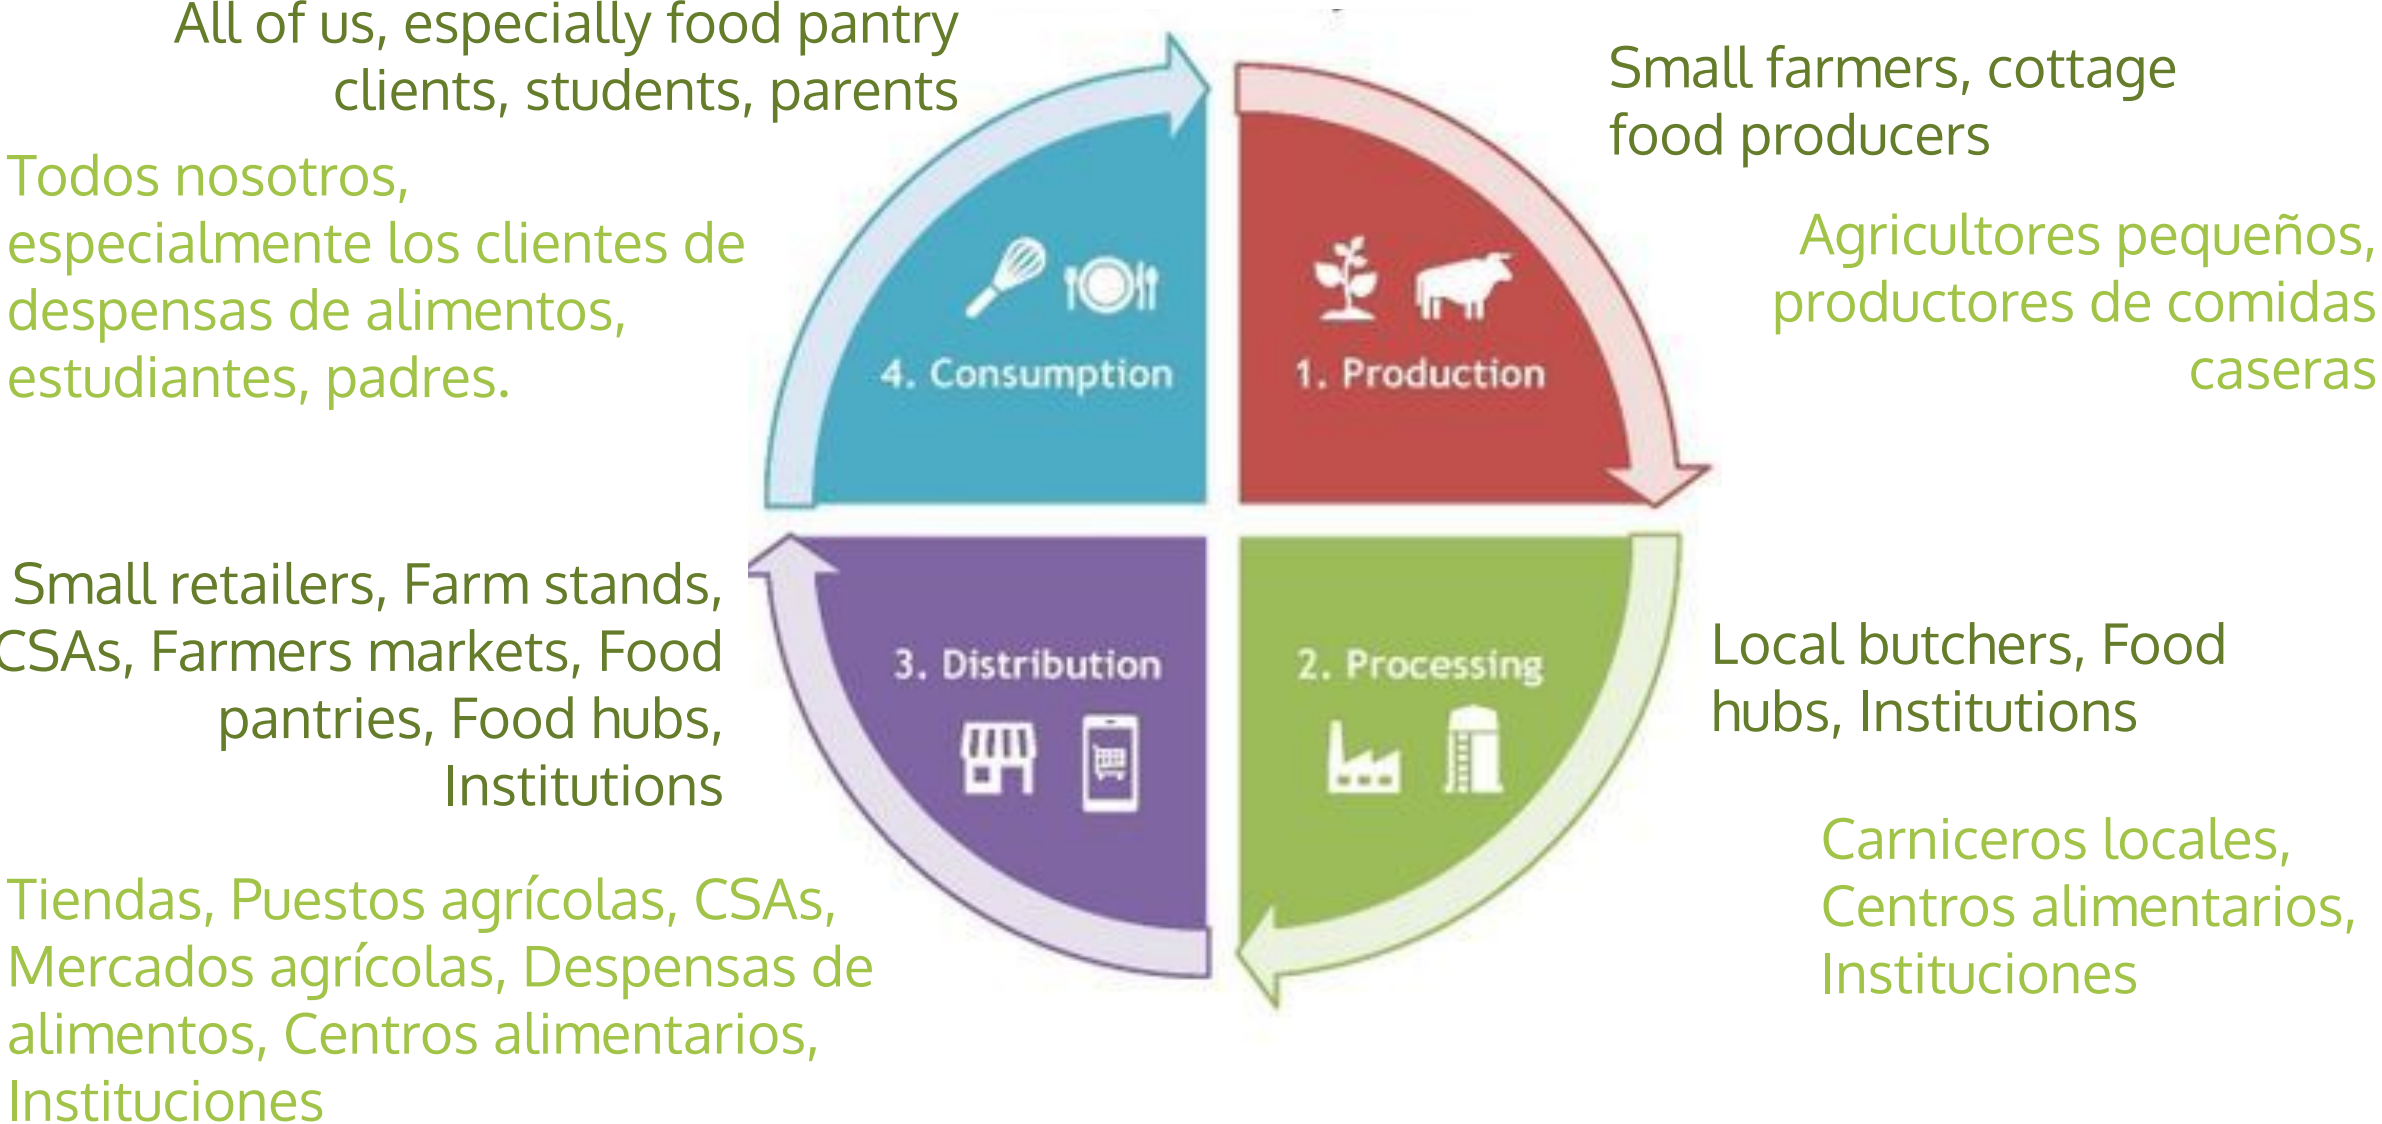 All of us, especially food pantry
clients, students, parents
Todos nosotros,
especialmente los clientes de
despensas de alimentos,
estudiantes, padres.
4. Consumption
1. Production
Small farmers, cottage
food producers
Agricultores pequeños,
productores de comidas
caseras
Small retailers, Farm stands,
CSAs, Farmers markets, Food
pantries, Food hubs,
Institutions
Tiendas, Puestos agrícolas, CSAs,
Mercados agrícolas, Despensas de
alimentos, Centros alimentarios,
Instituciones
3. Distribution
2. Processing
Local butchers, Food
hubs, Institutions
Carniceros locales,
Centros alimentarios,
Instituciones